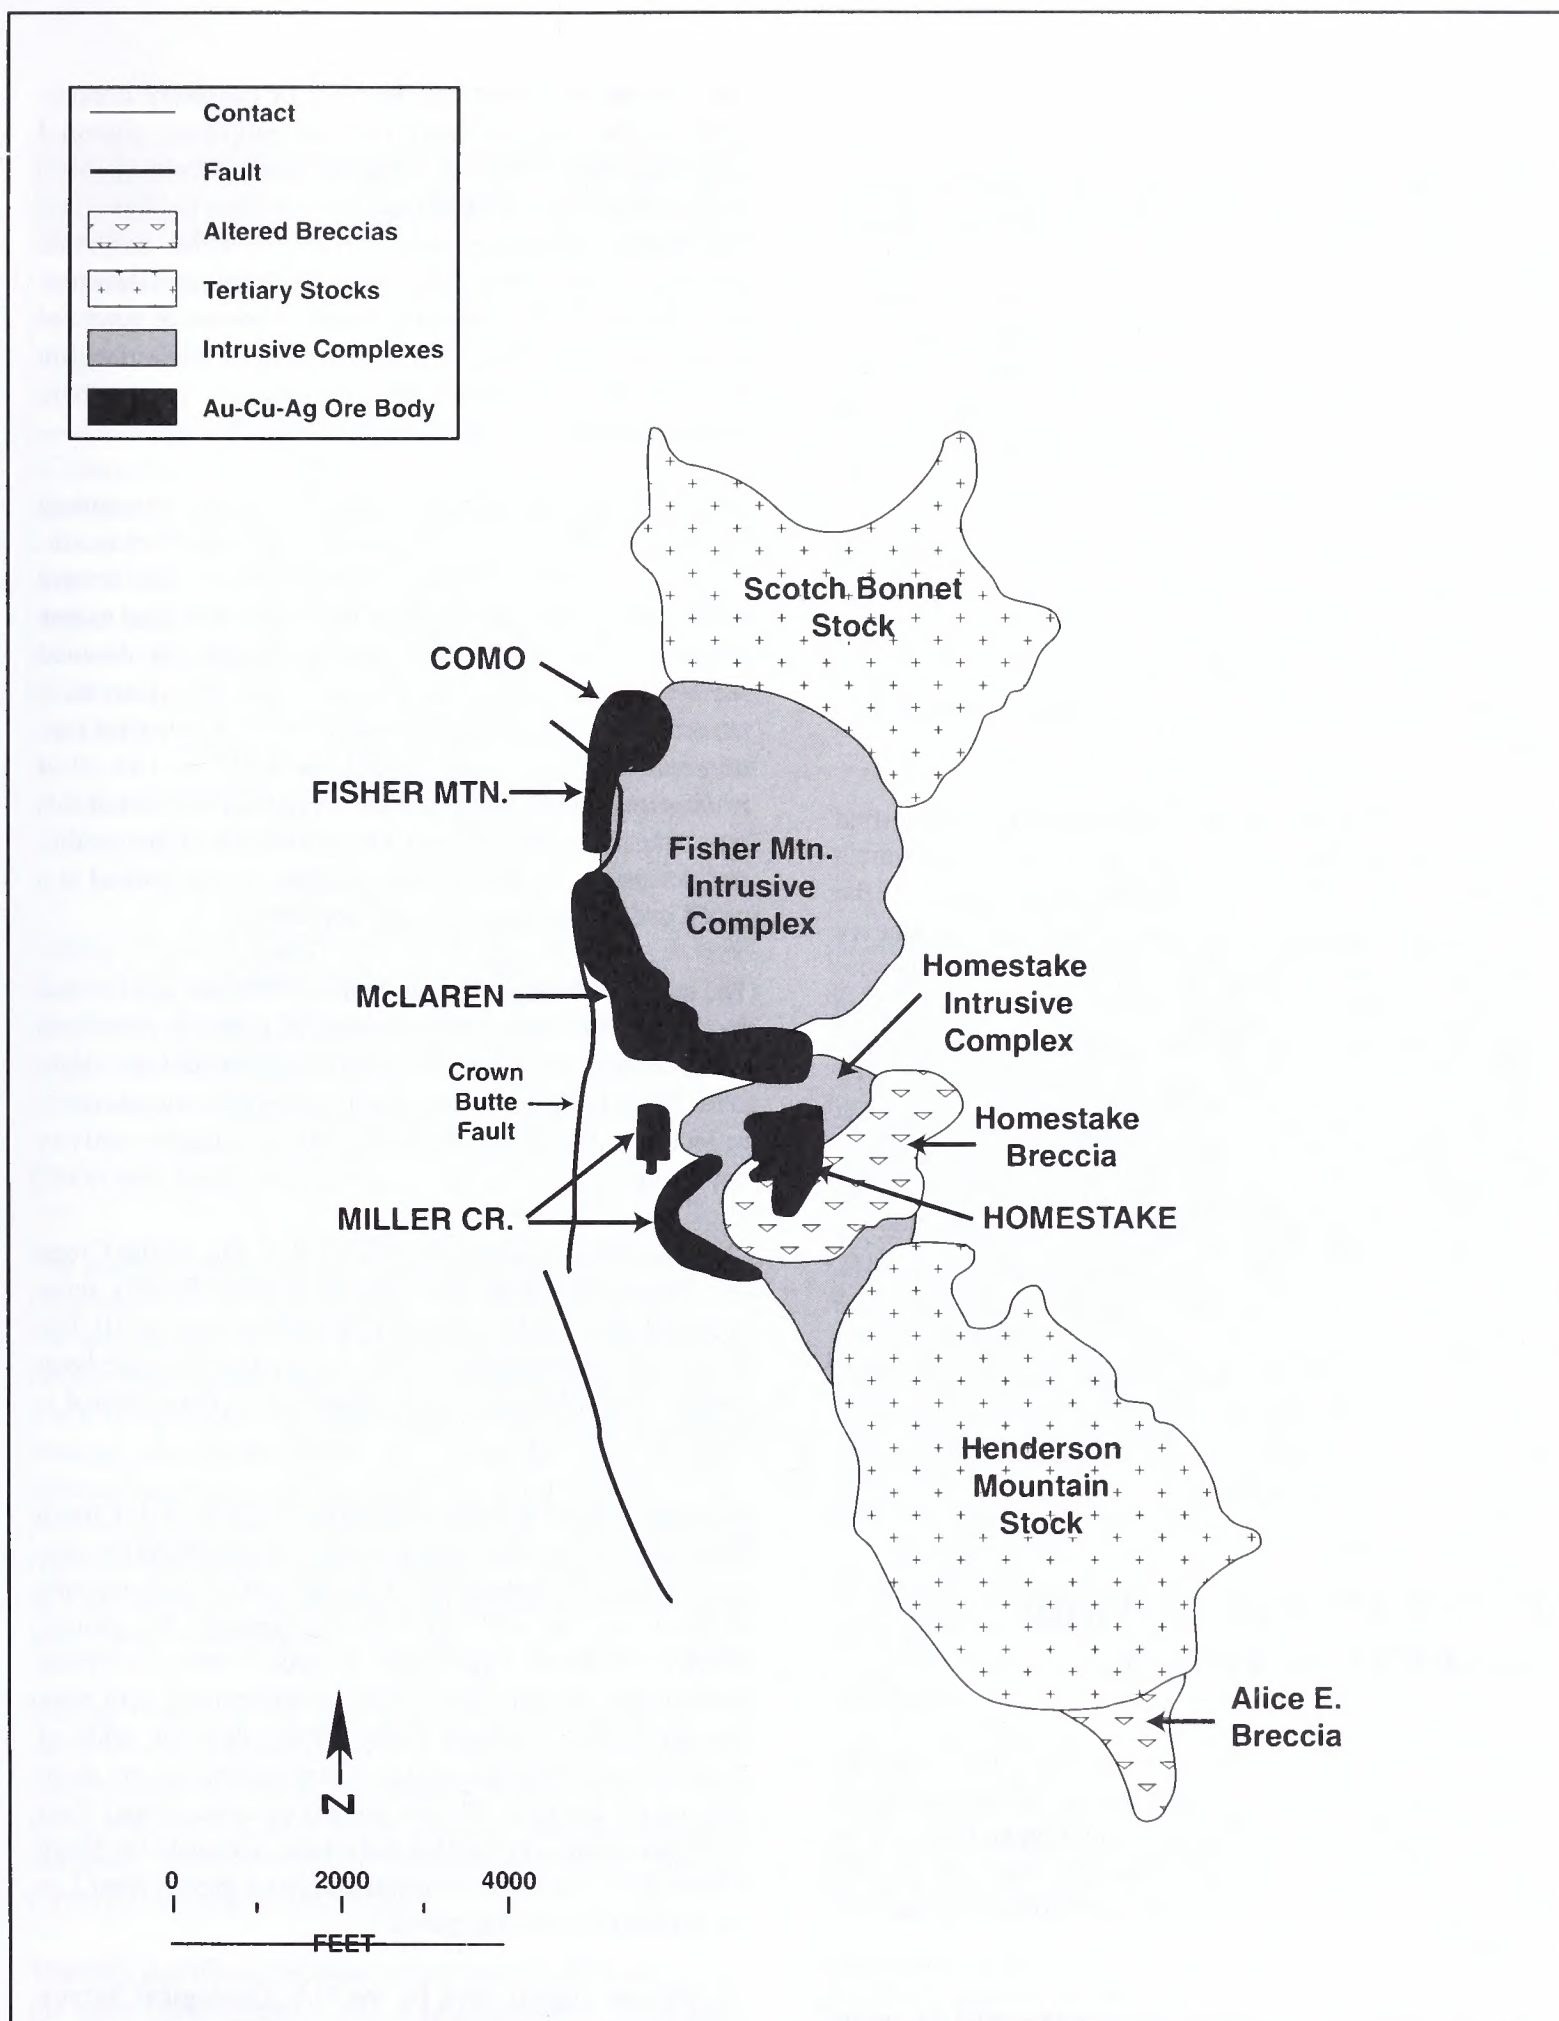 Contact
Fault
Altered Breccias
Tertiary Stocks
Intrusive Complexes
Au-Cu-Ag Ore Body
Scotch Bonnet
Stock
COMO
FISHER MTN.
Fisher Mtn.
Intrusive
Complex
McLAREN
Homestake
Intrusive
Complex
Crown
Butte
Fault
Homestake
Breccia
MILLER CR.
HOMESTAKE
Henderson
Mountain
Stock
Alice E.
Breccia
N
0 2000 4000
FEET